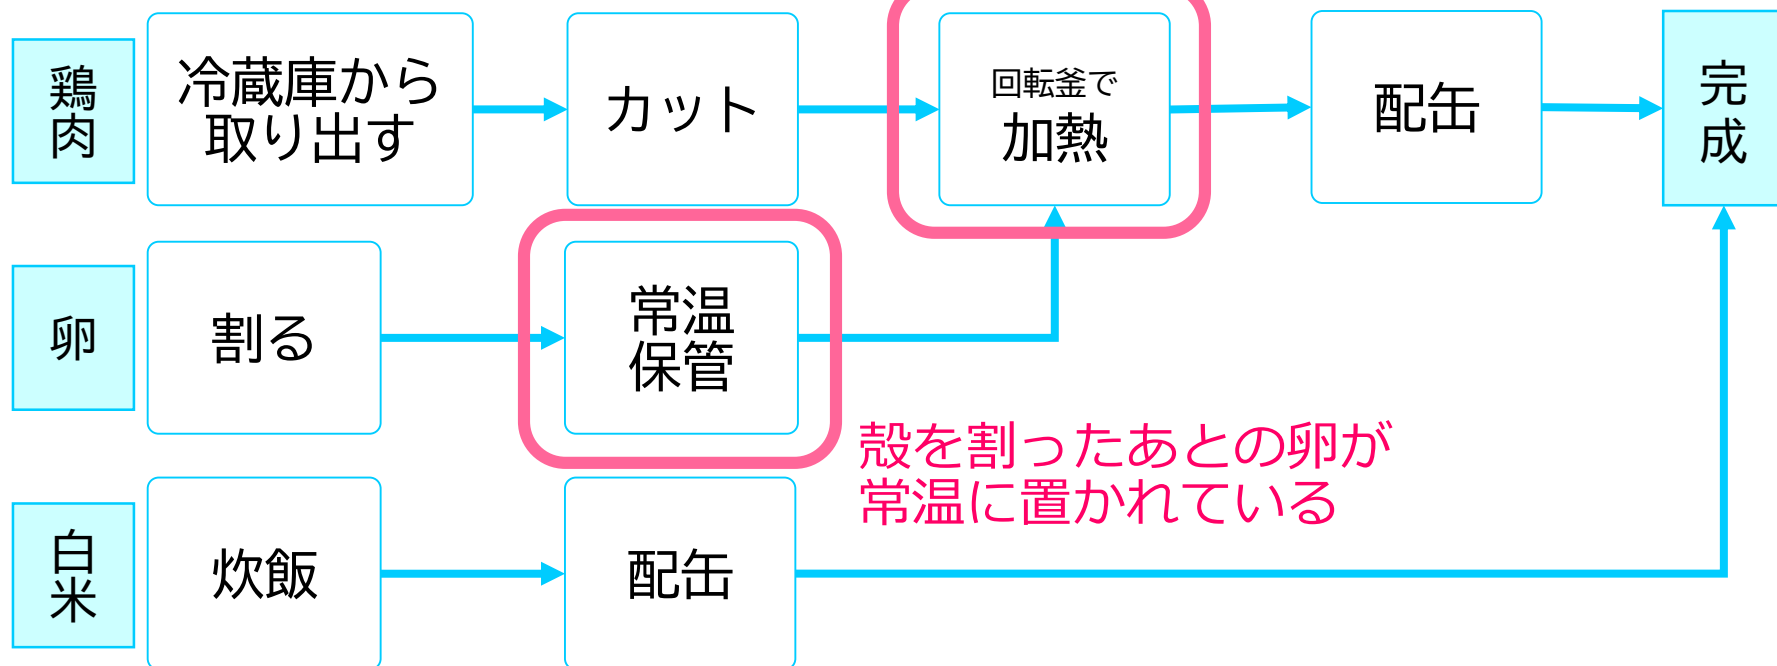 鶏肉
冷蔵庫から
取り出す
カット
回転釜で
加熱
配缶
完成
卵
割る
常温
保管
殻を割ったあとの卵が
常温に置かれている
白米
炊飯
配缶